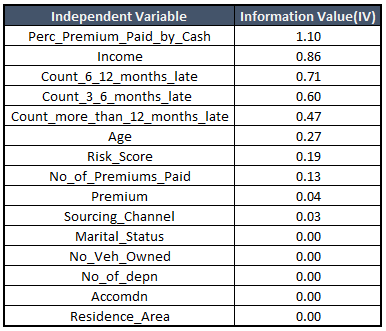 Independent Variable Information Value(IV)
Perc_Premium_Paid_by_Cash 1.10
Income 0.86
Count_6_12_months_late 0.71
Count_3_6_months_late 0.60
Count_more_than_12_months_late 0.47
Age 0.27
Risk_Score 0.19
No_of_Premiums_Paid 0.13
Premium 0.04
Sourcing_Channel 0.03
Marital_Status 0.00
No_Veh_Owned 0.00
No_of_depn 0.00
Accomdn 0.00
Residence_Area 0.00